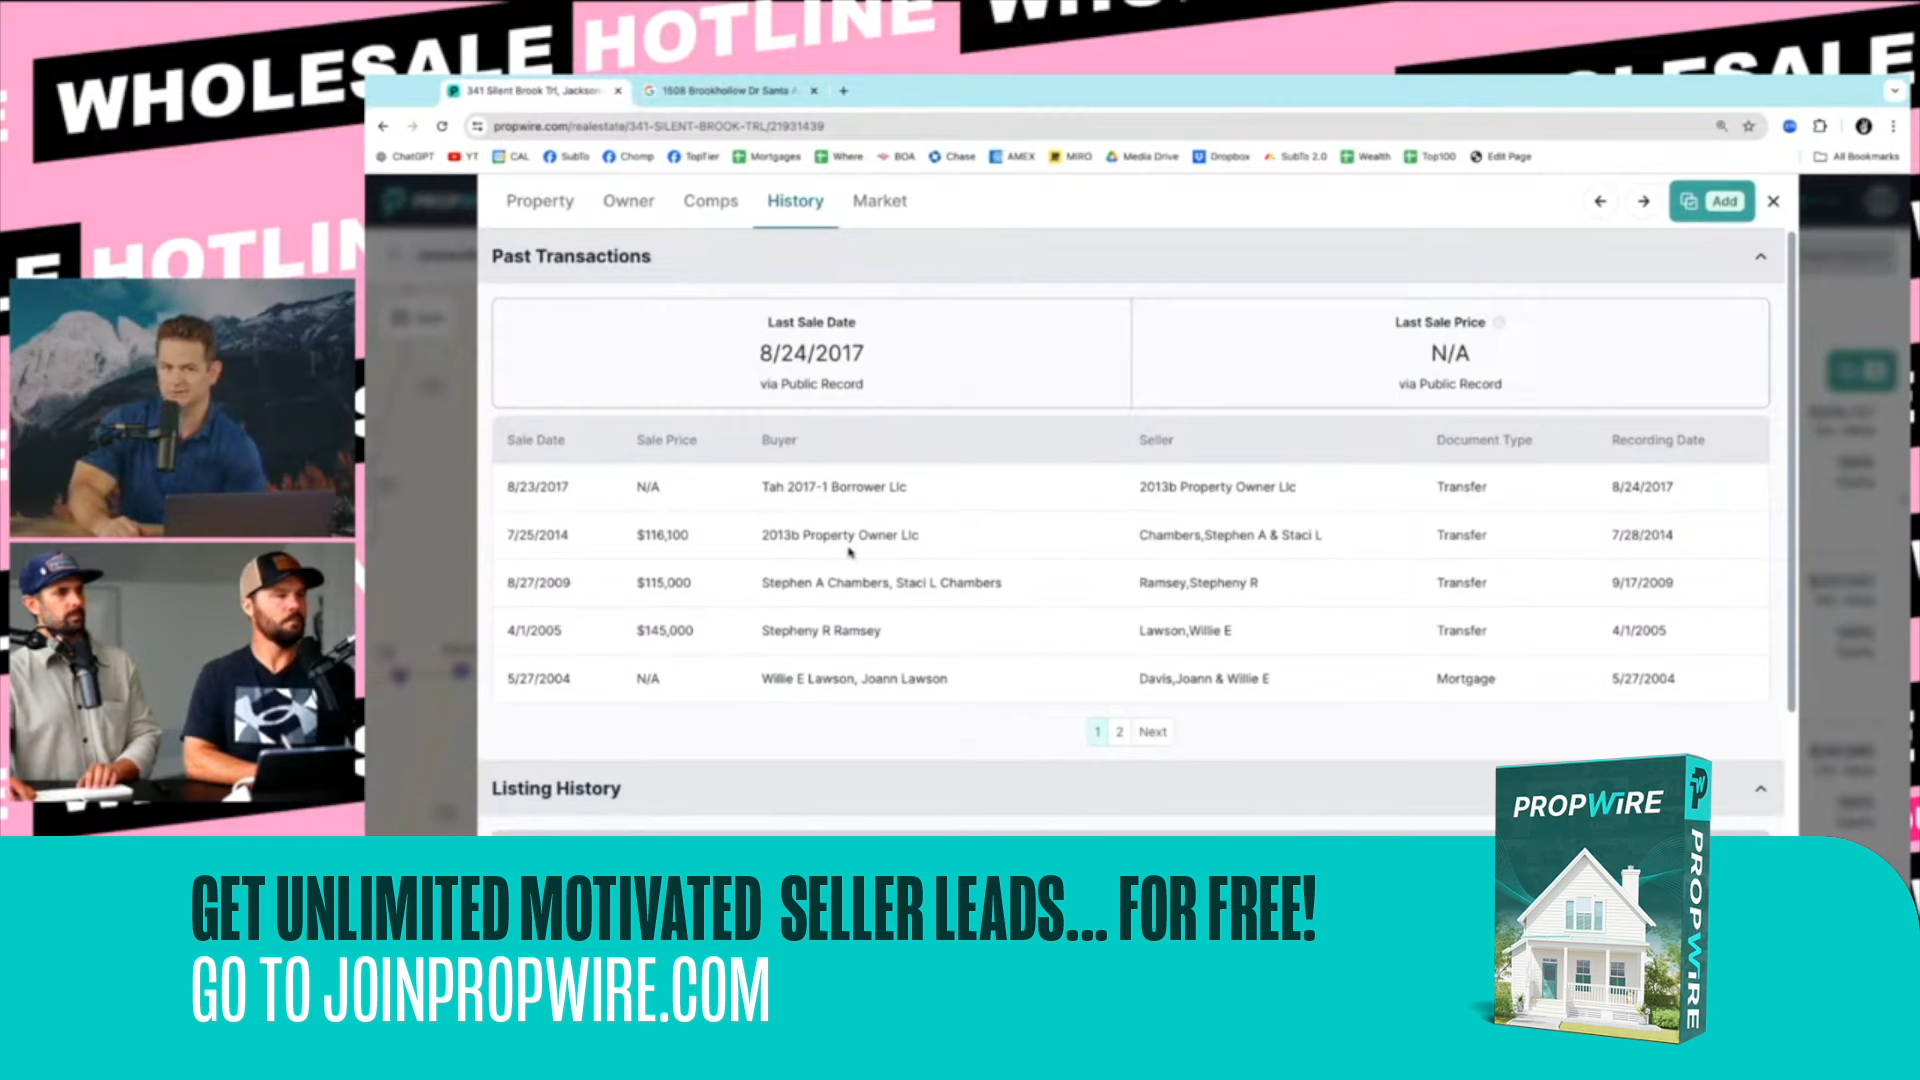 WHOLESALE HOTLINE
HOTLINE
341 Silent Brook Trl, Jackson
1508 Brookhollow Dr Santa A
propwire.com/realestate/341-SILENT-BROOK-TRL/21931439
ChatGPT YT CAL SubTo Chomp TopTier Mortgages Where BOA Chase AMEX MIRO Media Drive Dropbox SubTo 2.0 Wealth Top100 Edit Page All Bookmarks
Property Owner Comps History Market Add
Past Transactions
Last Sale Date Last Sale Price
8/24/2017 N/A
via Public Record via Public Record
Sale Date Sale Price Buyer Seller Document Type Recording Date
8/23/2017 N/A Tah 2017-1 Borrower Llc 2013b Property Owner Llc Transfer 8/24/2017
7/25/2014 $116,100 2013b Property Owner Llc Chambers,Stephen A & Staci L Transfer 7/28/2014
8/27/2009 $115,000 Stephen A Chambers, Staci L Chambers Ramsey,Stepheny R Transfer 9/17/2009
4/1/2005 $145,000 Stepheny R Ramsey Lawson,Willie E Transfer 4/1/2005
5/27/2004 N/A Willie E Lawson, Joann Lawson Davis,Joann & Willie E Mortgage 5/27/2004
1 2 Next
Listing History
PROPWIRE
PROPWIRE
GET UNLIMITED MOTIVATED SELLER LEADS... FOR FREE!
GO TO JOINPROPWIRE.COM